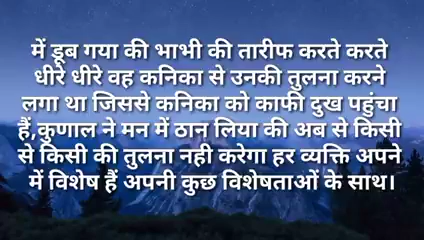 में डूब गया की भाभी की तारीफ करते करते
धीरे धीरे वह कनिका से उनकी तुलना करने
लगा था जिससे कनिका को काफी दुख पहुंचा
हैं,कुणाल ने मन में ठान लिया की अब से किसी
से किसी की तुलना नही करेगा हर व्यक्ति अपने
में विशेष हैं अपनी कुछ विशेषताओं के साथ।